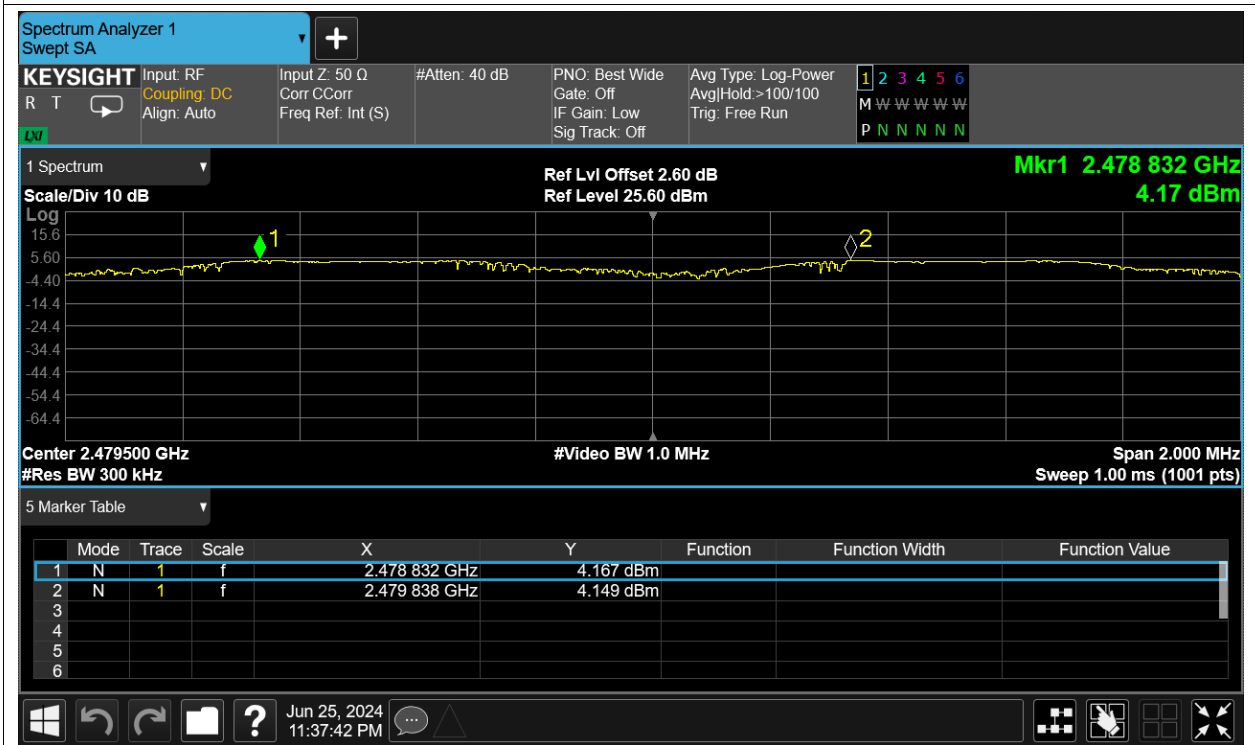 Spectrum Analyzer 1
Swept SA
KEYSIGHT
R T
LXI
Input: RF
Coupling: DC
Align: Auto
Input Z: 50 Ω
Corr CCorr
Freq Ref: Int (S)
#Atten: 40 dB
PNO: Best Wide
Gate: Off
IF Gain: Low
Sig Track: Off
Avg Type: Log-Power
Avg|Hold:>100/100
Trig: Free Run
1 2 3 4 5 6
M W W W W W
P N N N N N
1 Spectrum
Scale/Div 10 dB
Ref Lvl Offset 2.60 dB
Ref Level 25.60 dBm
Mkr1 2.478 832 GHz
4.17 dBm
Log
15.6
5.60
-4.40
-14.4
-24.4
-34.4
-44.4
-54.4
-64.4
1
2
Center 2.479500 GHz
#Video BW 1.0 MHz
Span 2.000 MHz
#Res BW 300 kHz
Sweep 1.00 ms (1001 pts)
5 Marker Table
Mode Trace Scale X Y Function Function Width Function Value
1 N 1 f 2.478 832 GHz 4.167 dBm
2 N 1 f 2.479 838 GHz 4.149 dBm
3
4
5
6
?
Jun 25, 2024
11:37:42 PM